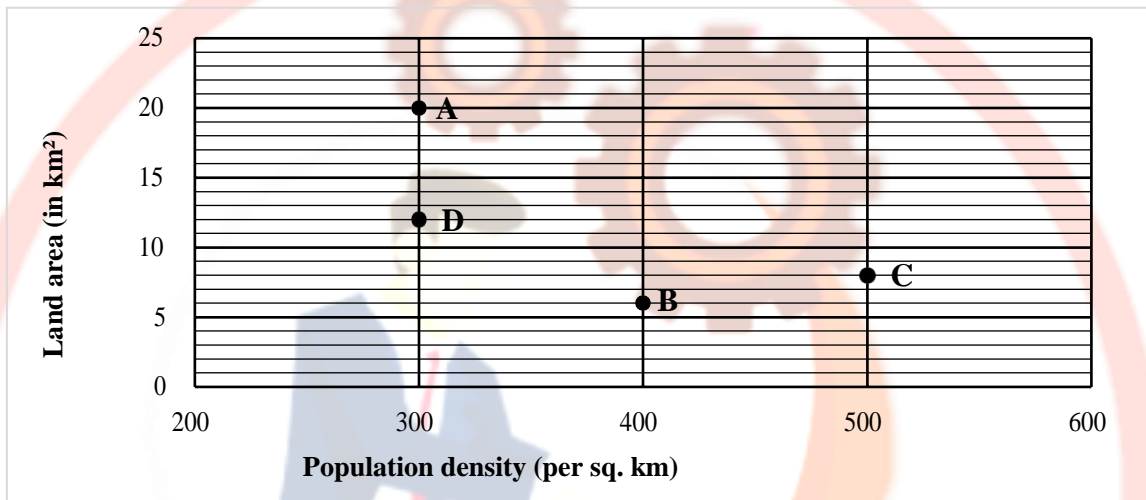 25
20
A
15
D
10
C
B
5
0
200 300 400 500 600
Land area (in km²)
Population density (per sq. km)